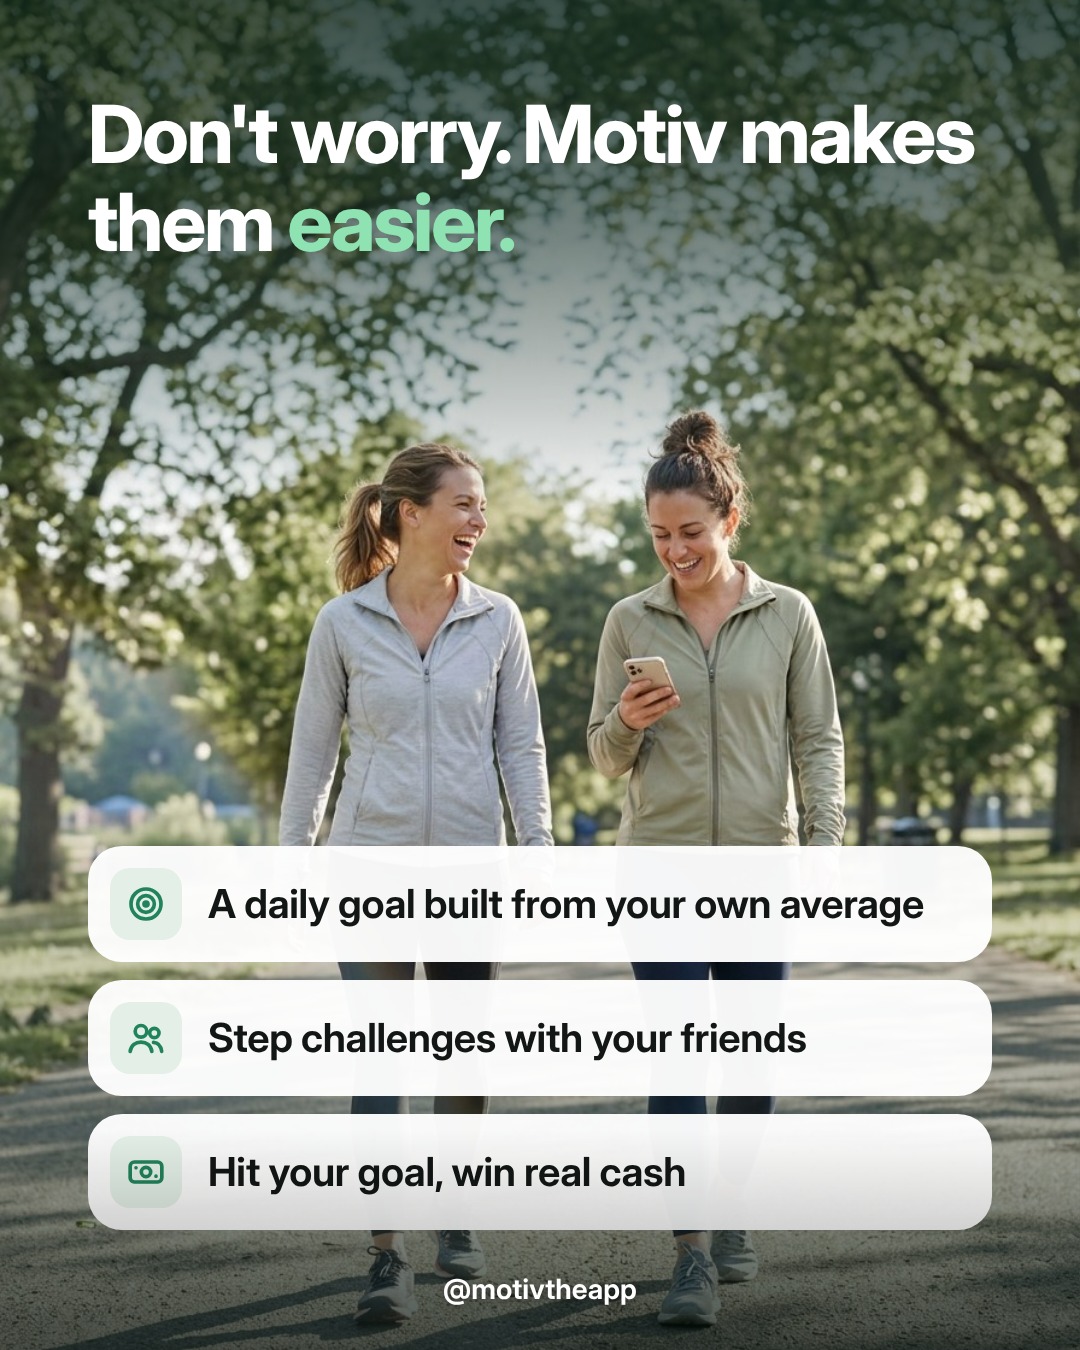 Don't worry. Motiv makes
them easier.
A daily goal built from your own average
Step challenges with your friends
Hit your goal, win real cash
@motivtheapp